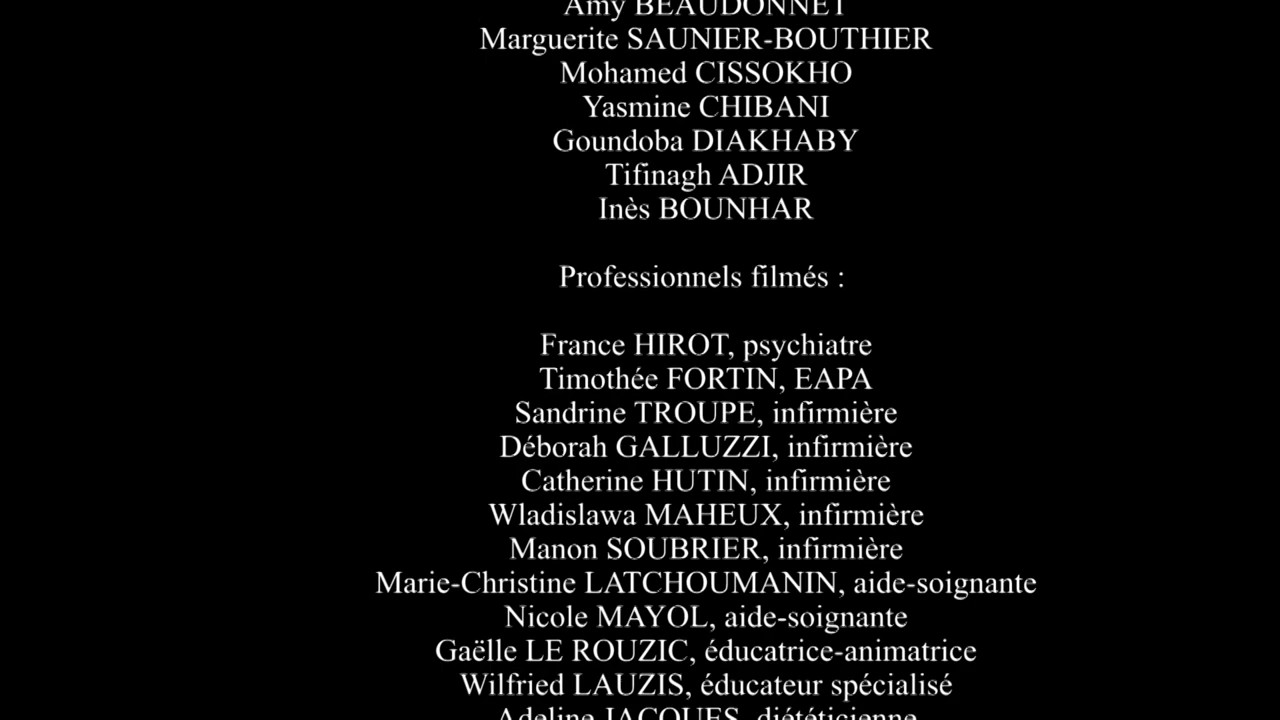 Amy BEAUDONNET
Marguerite SAUNIER-BOUTHIER
Mohamed CISSOKHO
Yasmine CHIBANI
Goundoba DIAKHABY
Tifinagh ADJIR
Inès BOUNHAR
Professionnels filmés :
France HIROT, psychiatre
Timothée FORTIN, EAPA
Sandrine TROUPE, infirmière
Déborah GALLUZZI, infirmière
Catherine HUTIN, infirmière
Wladislawa MAHEUX, infirmière
Manon SOUBRIER, infirmière
Marie-Christine LATCHOUMANIN, aide-soignante
Nicole MAYOL, aide-soignante
Gaëlle LE ROUZIC, éducatrice-animatrice
Wilfried LAUZIS, éducateur spécialisé
Adeline JACQUES, diététicienne